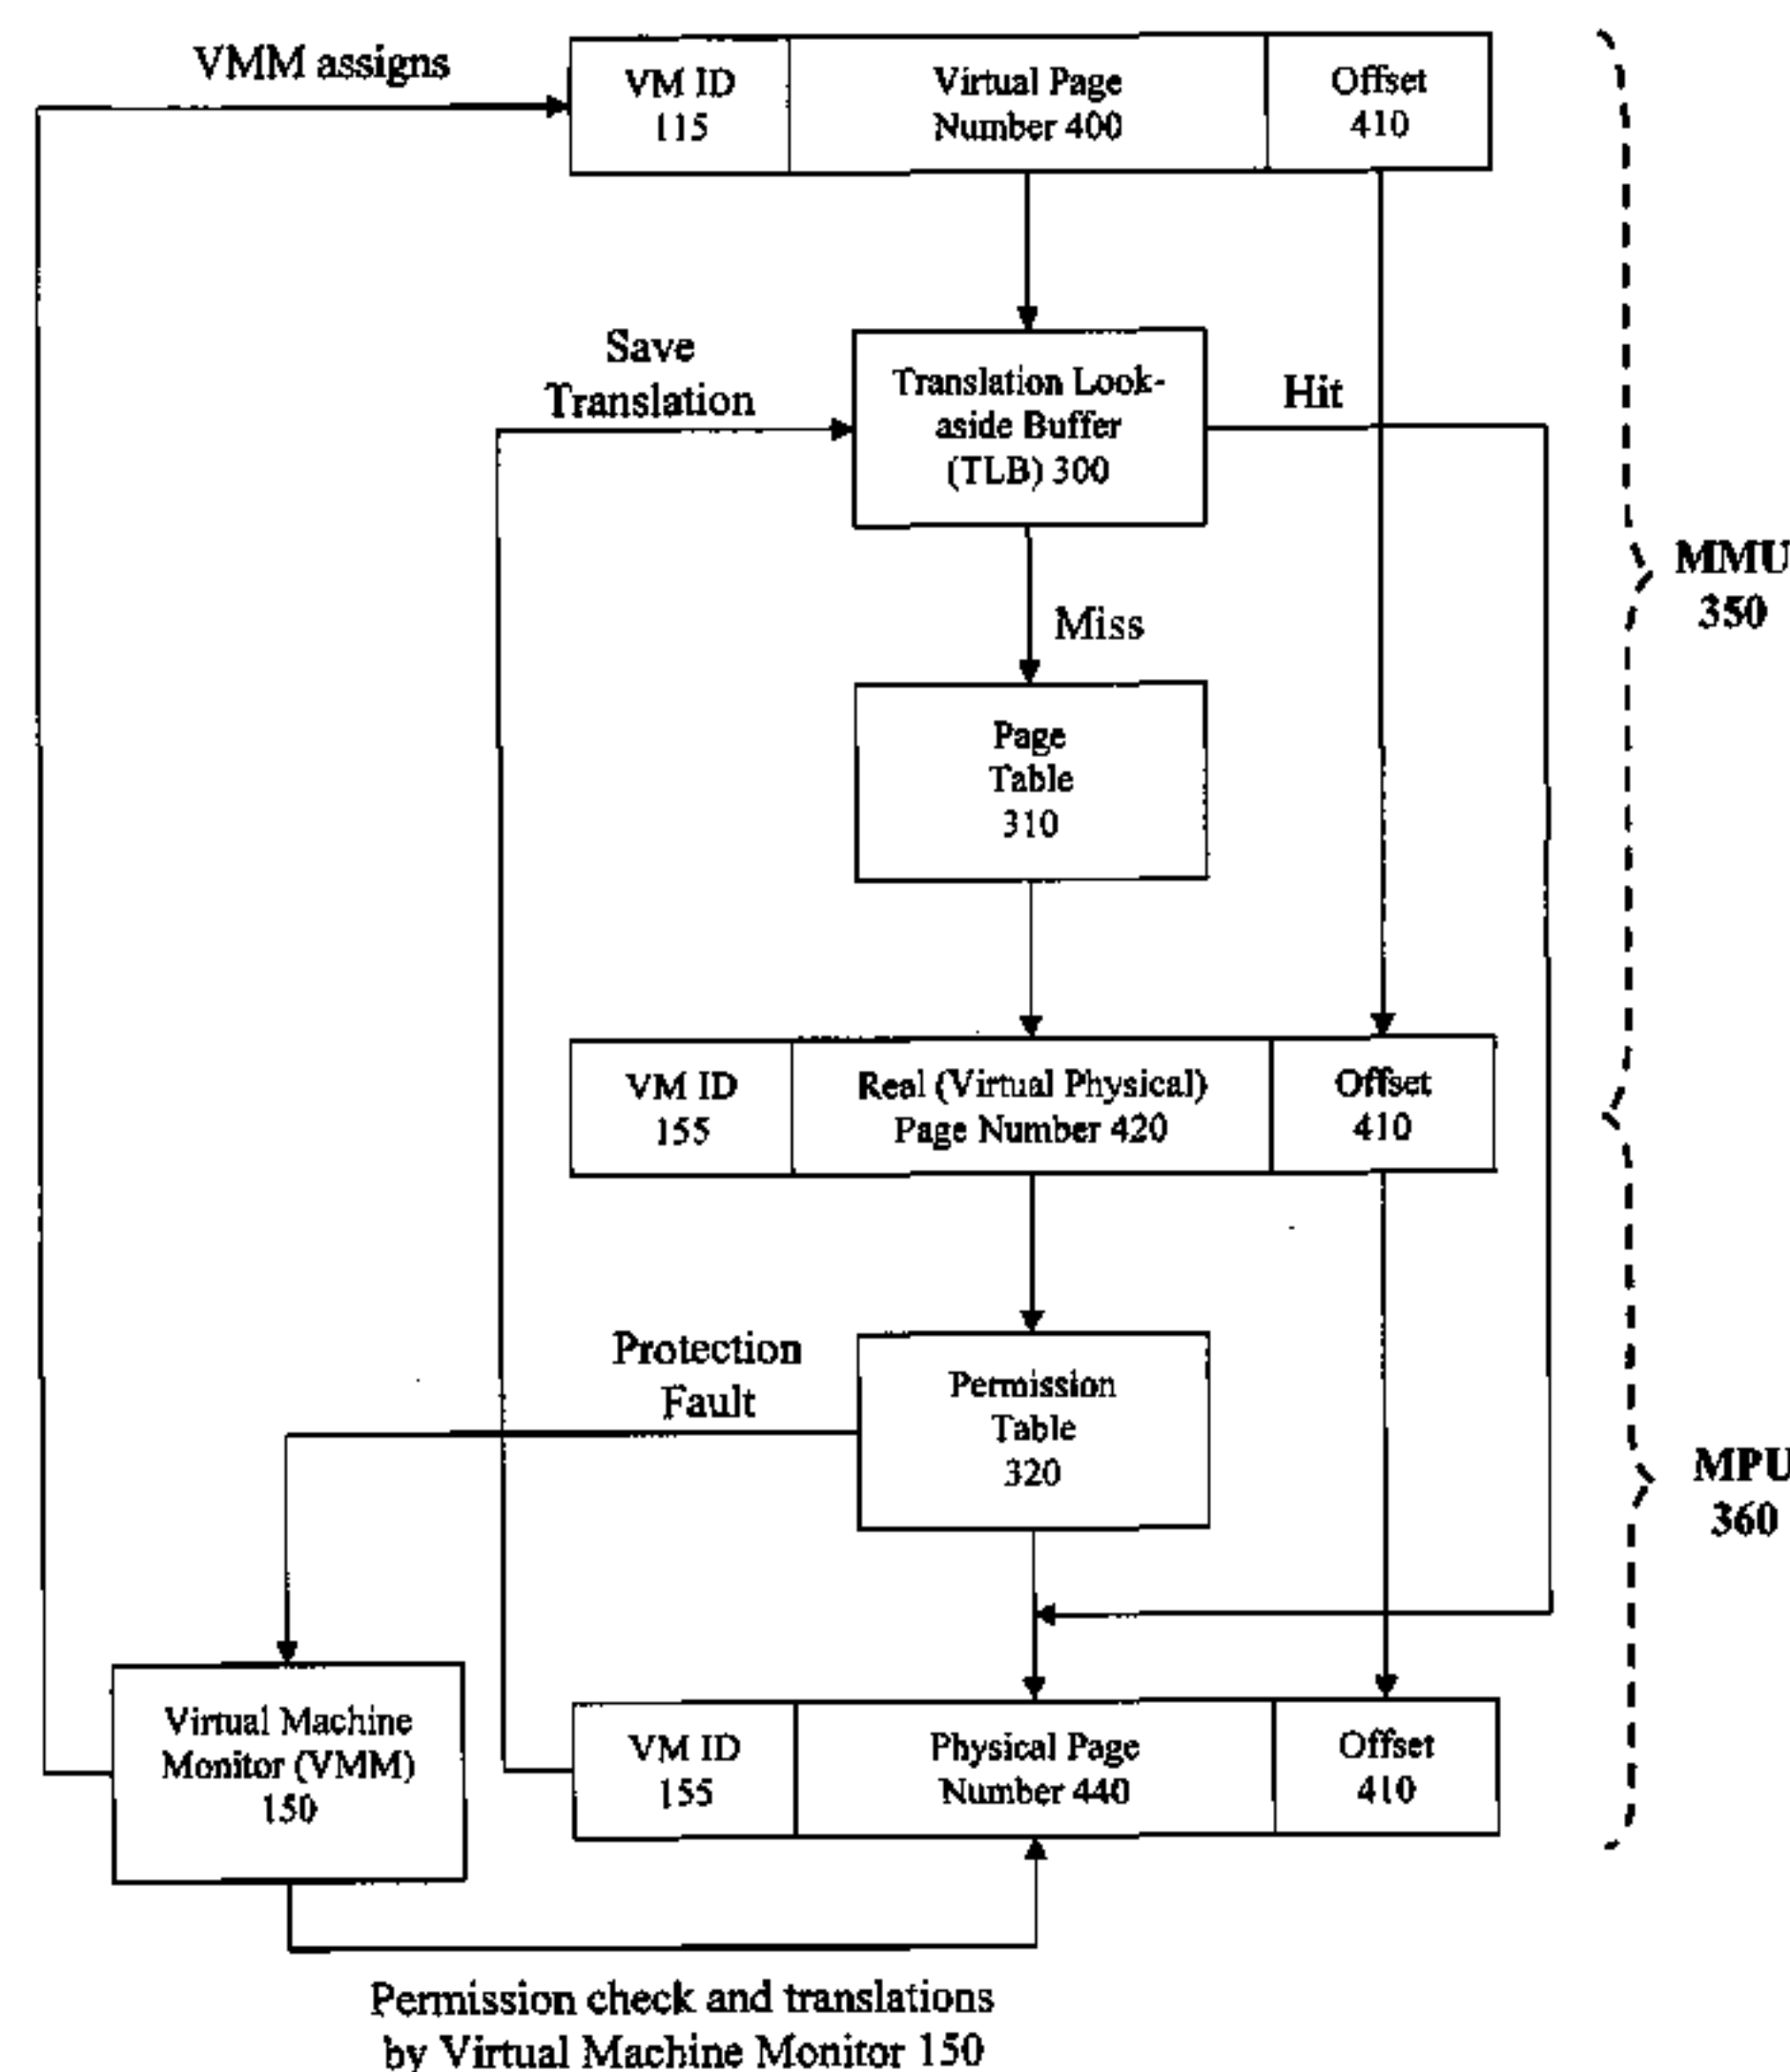 VMM assigns
VM ID
115
Virtual Page
Number 400
Offset
410
Save
Translation
Translation Look-
aside Buffer
(TLB) 300
Hit
MMU
350
Miss
Page
Table
310
VM ID
155
Real (Virtual Physical)
Page Number 420
Offset
410
Protection
Fault
Permission
Table
320
MPU
360
Virtual Machine
Monitor (VMM)
150
VM ID
155
Physical Page
Number 440
Offset
410
Permission check and translations
by Virtual Machine Monitor 150